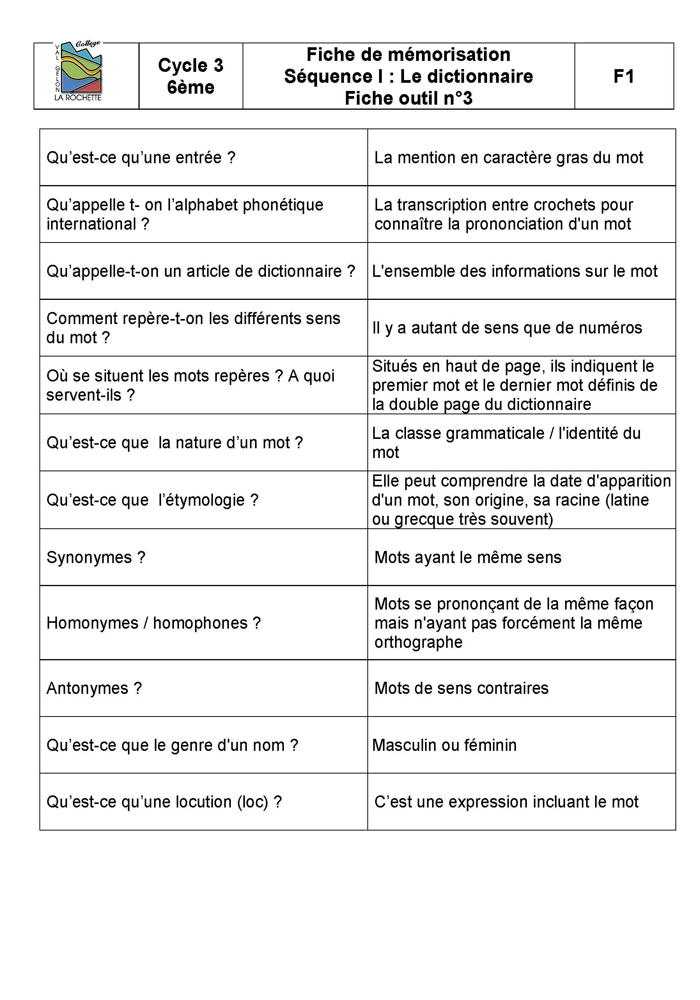 Collège
VAL GELON
LA ROCHETTE
Cycle 3
6ème
Fiche de mémorisation
Séquence I : Le dictionnaire
Fiche outil n°3
F1
Qu’est-ce qu’une entrée ?
La mention en caractère gras du mot
Qu’appelle t- on l’alphabet phonétique
international ?
La transcription entre crochets pour
connaître la prononciation d'un mot
Qu’appelle-t-on un article de dictionnaire ?
L'ensemble des informations sur le mot
Comment repère-t-on les différents sens
du mot ?
Il y a autant de sens que de numéros
Où se situent les mots repères ? A quoi
servent-ils ?
Situés en haut de page, ils indiquent le
premier mot et le dernier mot définis de
la double page du dictionnaire
Qu’est-ce que  la nature d’un mot ?
La classe grammaticale / l'identité du
mot
Qu’est-ce que  l’étymologie ?
Elle peut comprendre la date d'apparition
d'un mot, son origine, sa racine (latine
ou grecque très souvent)
Synonymes ?
Mots ayant le même sens
Homonymes / homophones ?
Mots se prononçant de la même façon
mais n'ayant pas forcément la même
orthographe
Antonymes ?
Mots de sens contraires
Qu’est-ce que le genre d'un nom ?
Masculin ou féminin
Qu’est-ce qu’une locution (loc) ?
C’est une expression incluant le mot